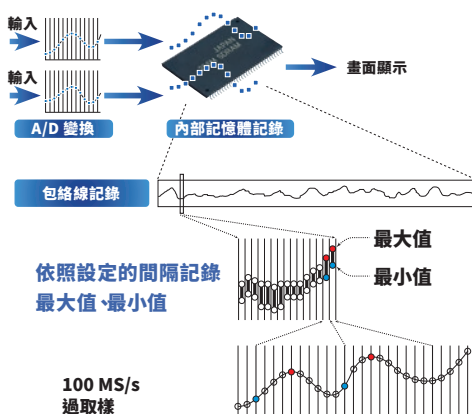 輸入
輸入
JAPAN
SDRAM
畫面顯示
A/D 變換
內部記憶體記錄
包絡線記錄
最大值
最小值
依照設定的間隔記錄
最大值、最小值
100 MS/s
過取樣